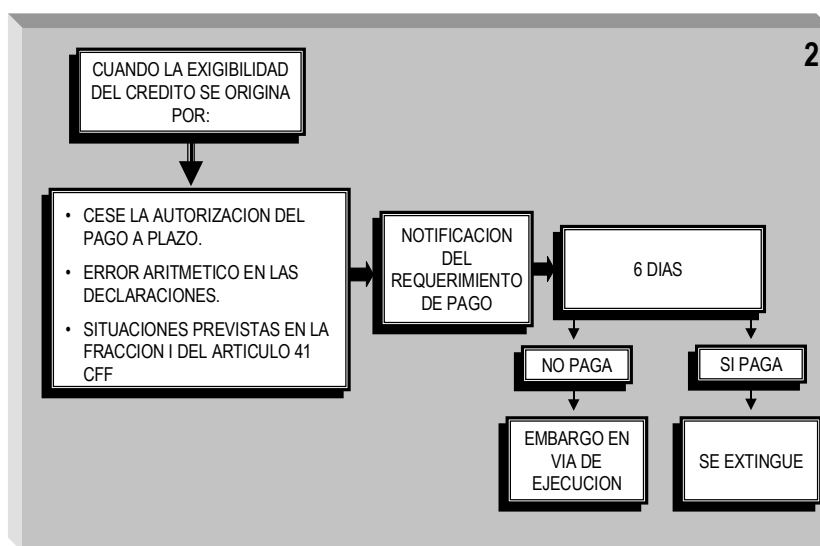 2
CUANDO LA EXIGIBILIDAD
DEL CREDITO SE ORIGINA
POR:
• CESE LA AUTORIZACION DEL
PAGO A PLAZO.
• ERROR ARITMETICO EN LAS
DECLARACIONES.
• SITUACIONES PREVISTAS EN LA
FRACCION I DEL ARTICULO 41
CFF
NOTIFICACION
DEL
REQUERIMIENTO
DE PAGO
6 DIAS
NO PAGA
SI PAGA
EMBARGO EN
VIA DE
EJECUCION
SE EXTINGUE